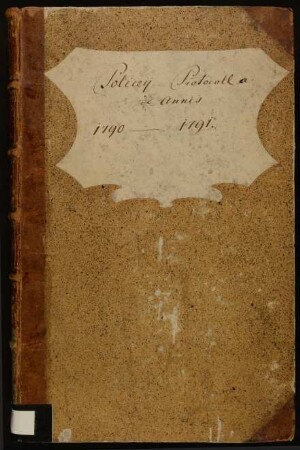 Policey Protocoll
de Annis
1790 — 1791.